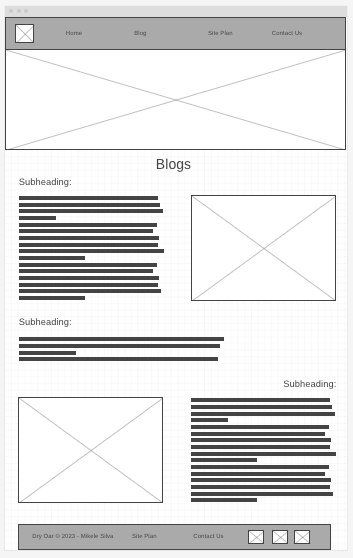 Home Blog Site Plan Contact Us
Blogs
Subheading:
Subheading:
Subheading:
Dry Oar © 2023 - Mikele Silva Site Plan Contact Us